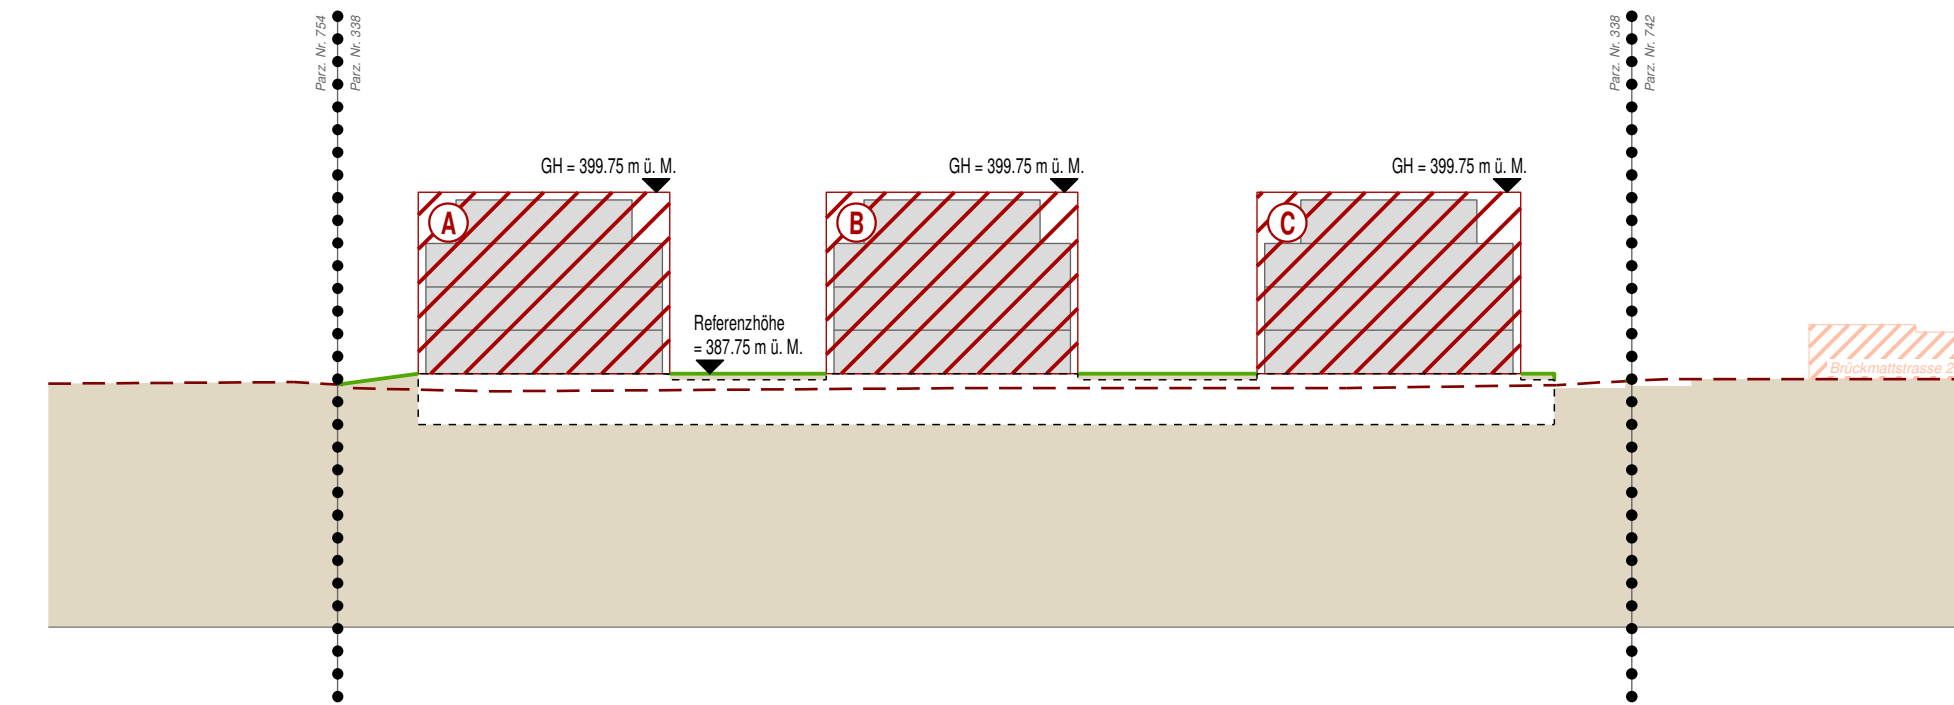 Parz. Nr. 754
Parz. Nr. 338
Parz. Nr. 338
Parz. Nr. 742
GH = 399.75 m ü. M.
GH = 399.75 m ü. M.
GH = 399.75 m ü. M.
A
B
C
Referenzhöhe
= 387.75 m ü. M.
Brückmattstrasse 2